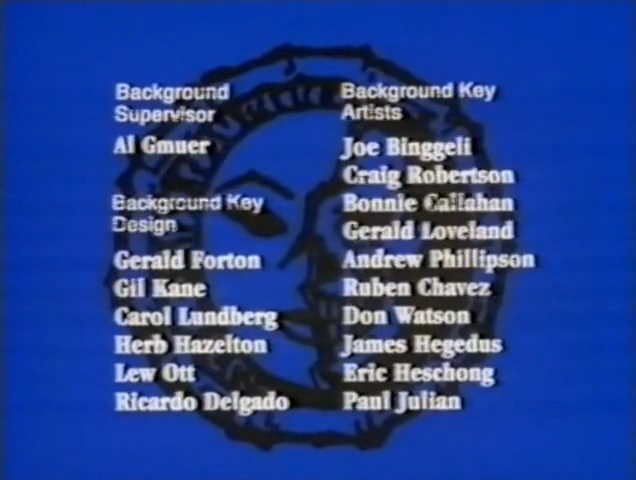 Background
Supervisor
Al Gmuer
Background Key
Design
Gerald Forton
Gil Kane
Carol Lundberg
Herb Hazelton
Lew Ott
Ricardo Delgado
Background Key
Artists
Joe Binggeli
Craig Robertson
Bonnie Callahan
Gerald Loveland
Andrew Phillipson
Ruben Chavez
Don Watson
James Hegedus
Eric Heschong
Paul Julian